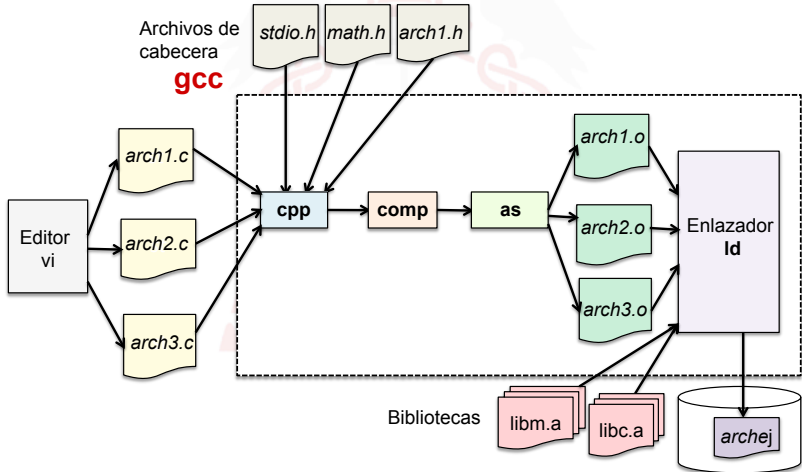 Archivos de
cabecera
gcc
stdio.h
math.h
arch1.h
arch1.c
arch2.c
arch3.c
Editor
vi
cpp
comp
as
arch1.o
arch2.o
arch3.o
Enlazador
ld
Bibliotecas
libm.a
libc.a
archej